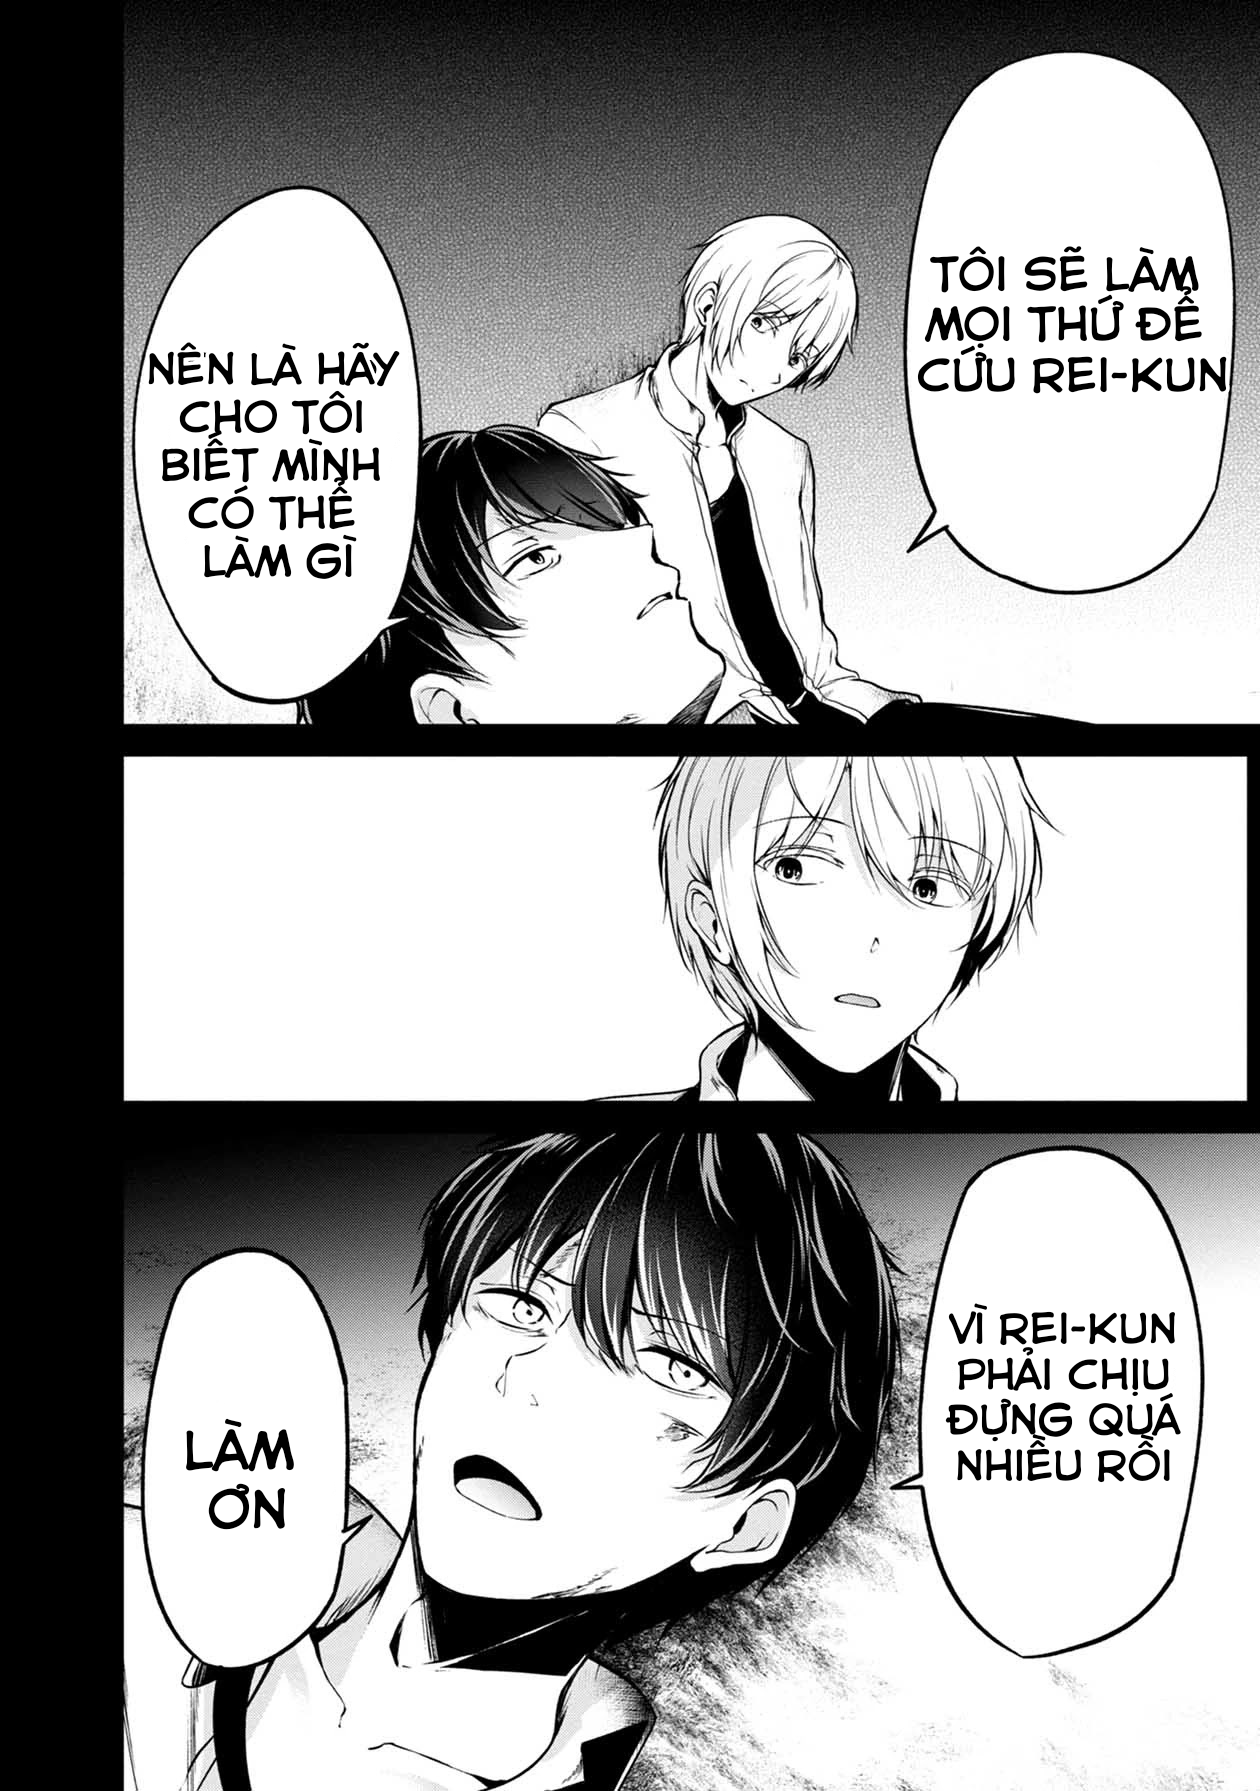 TÔI SẼ LÀM
MỌI THỨ ĐỂ
CỨU REI-KUN
NÊN LÀ HÃY
CHO TÔI
BIẾT MÌNH
CÓ THỂ
LÀM GÌ
VÌ REI-KUN
PHẢI CHỊU
ĐỰNG QUÁ
NHIỀU RỒI
LÀM
ƠN